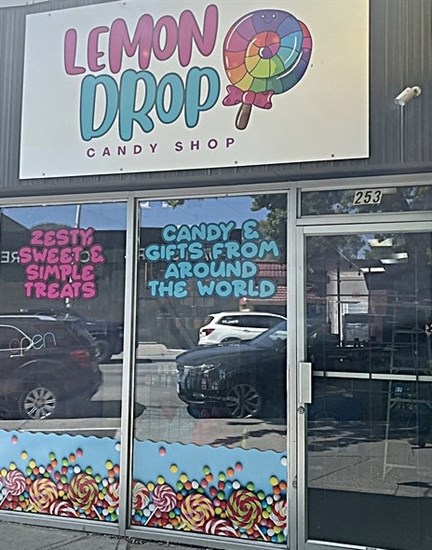 LEMON
DROP
CANDY SHOP
253
ZESTY,
SWEET &
SIMPLE
TREATS
CANDY &
GIFTS FROM
AROUND
THE WORLD
open